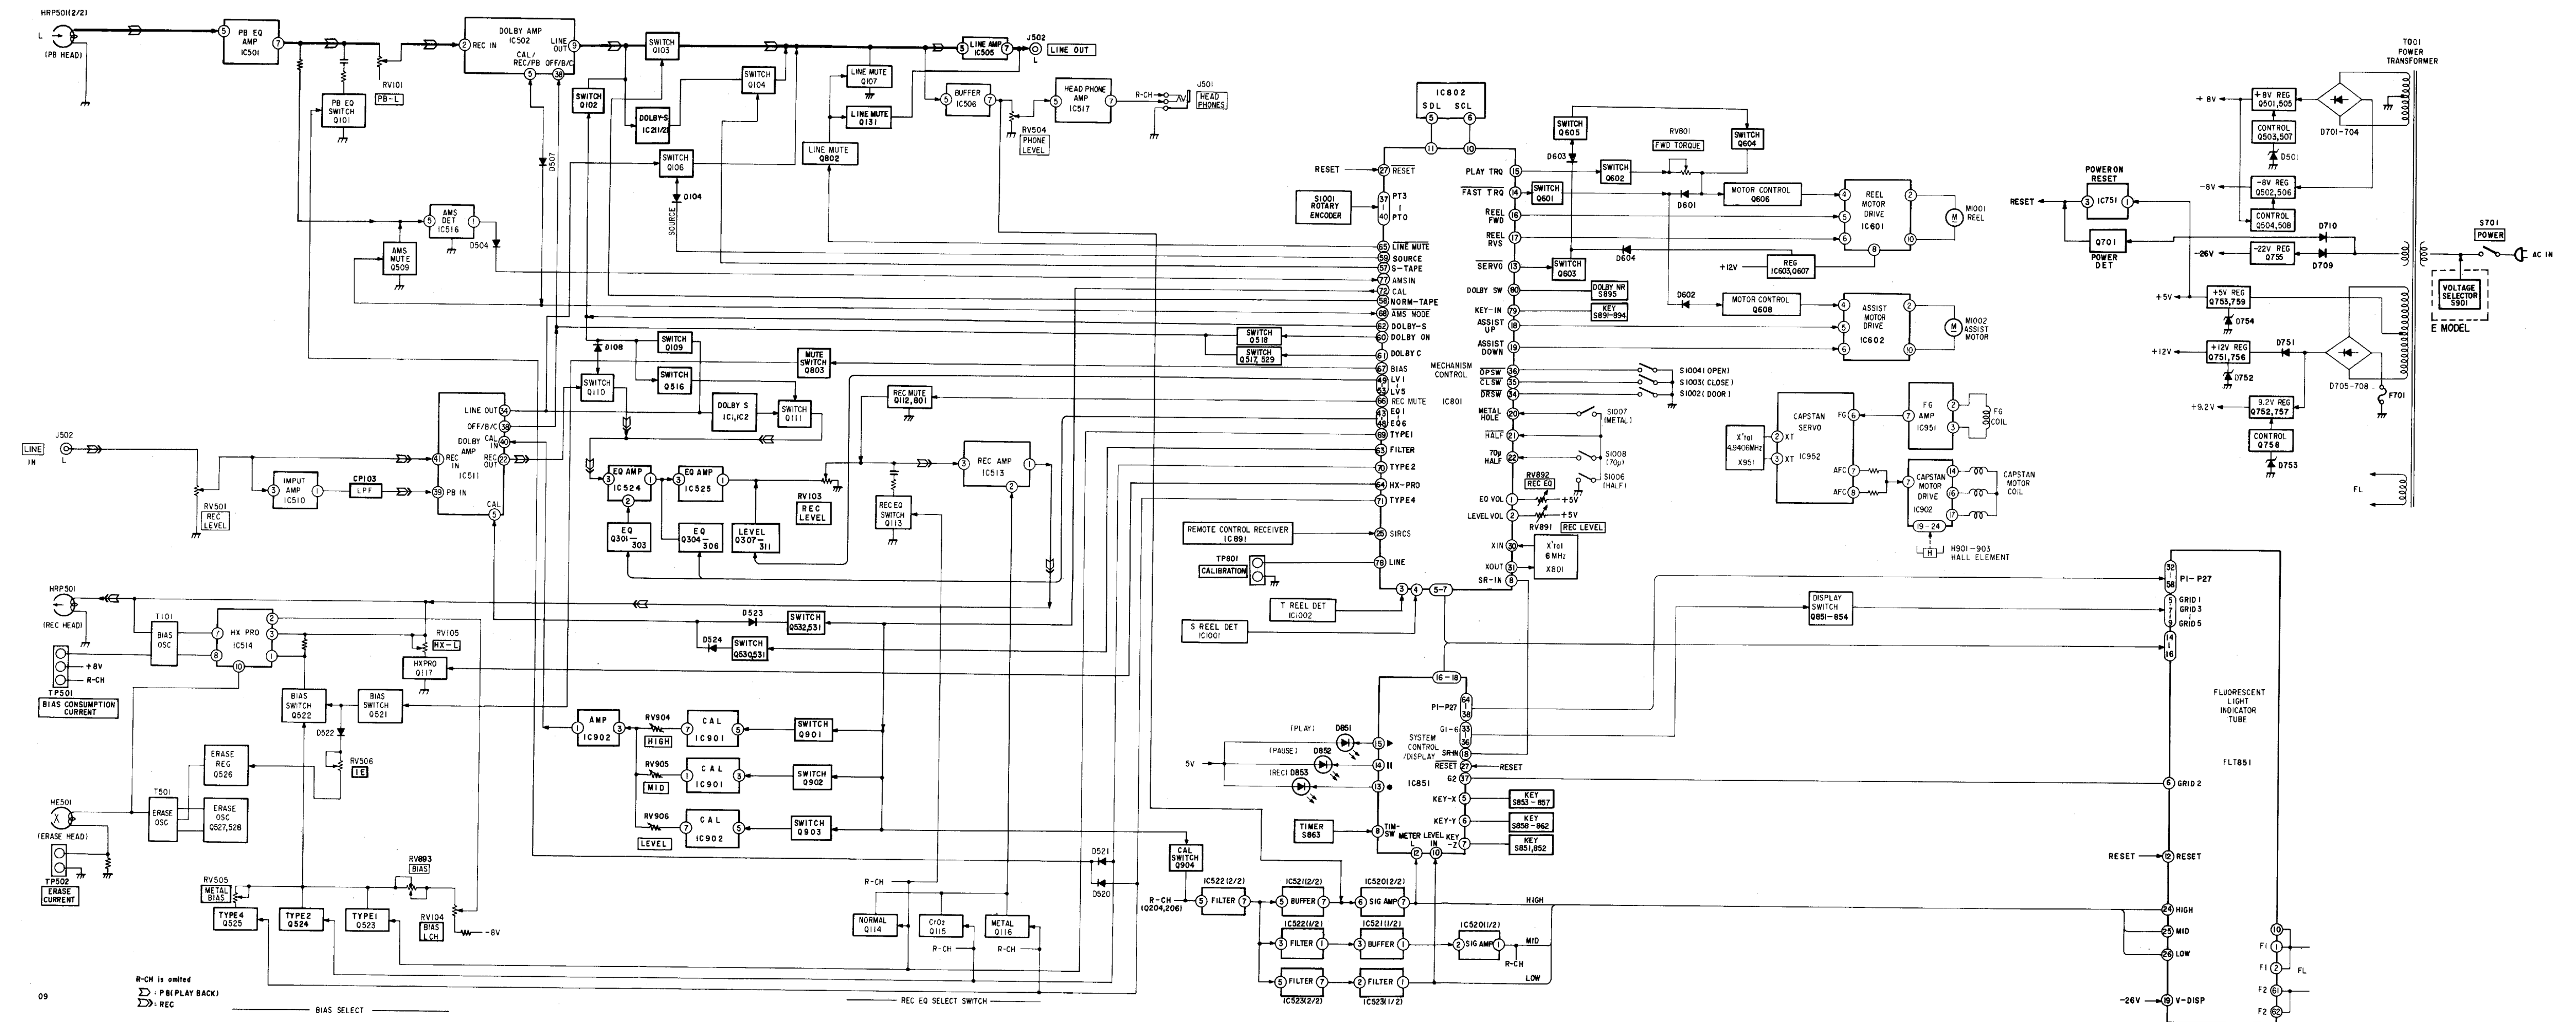 HRP501(2/2)
L
(PB HEAD)
PB EQ
AMP
IC501
RV101
PB-L
PB EQ
SWITCH
Q101
DOLBY AMP
IC502
REC IN
LINE
OUT
CAL/
REC/PB OFF/B/C
SWITCH
Q103
SWITCH
Q102
DOLBY-S
IC2(1/2)
SWITCH
Q104
SWITCH
Q106
D104
SOURCE
D507
LINE MUTE
Q107
LINE MUTE
Q131
LINE MUTE
Q802
LINE AMP
IC505
J502
L
LINE OUT
BUFFER
IC506
RV504
PHONE
LEVEL
HEAD PHONE
AMP
IC517
R-CH
J501
HEAD
PHONES
AMS
DET
IC516
D504
AMS
MUTE
Q509
IC802
SDL SCL
RESET
S1001
ROTARY
ENCODER
RESET
PT3
PT0
LINE MUTE
SOURCE
S-TAPE
AMSIN
CAL
NORM-TAPE
AMS MODE
DOLBY-S
DOLBY ON
DOLBY C
BIAS
LV1
LV5
REC MUTE
EQ1
EQ6
TYPE1
FILTER
TYPE2
HX-PRO
TYPE4
SIRCS
LINE
MECHANISM
CONTROL
IC801
PLAY TRQ
FAST TRQ
REEL
FWD
REEL
RVS
SERVO
DOLBY SW
KEY-IN
ASSIST
UP
ASSIST
DOWN
OPSW
CLSW
DRSW
METAL
HOLE
HALF
70μ
HALF
EQ VOL
LEVEL VOL
XIN
XOUT
SR-IN
SWITCH
Q605
D603
SWITCH
Q601
SWITCH
Q602
RV801
FWD TORQUE
SWITCH
Q604
D601
MOTOR CONTROL
Q606
REEL
MOTOR
DRIVE
IC601
M1001
REEL
SWITCH
Q603
D604
+12V
REG
IC603,Q607
DOLBY NR
S895
KEY
S891-894
D602
MOTOR CONTROL
Q608
ASSIST
MOTOR
DRIVE
IC602
M1002
ASSIST
MOTOR
S1004(OPEN)
S1003(CLOSE)
S1002(DOOR)
S1007
(METAL)
S1008
(70μ)
S1006
(HALF)
RV892
REC EQ
+5V
+5V
RV891
REC LEVEL
X'tal
6MHz
X801
X'tal
4.9406MHz
X951
CAPSTAN
SERVO
IC952
XT
XT
FG
AFC
AFC
FG
AMP
IC951
FG
COIL
CAPSTAN
MOTOR
DRIVE
IC902
CAPSTAN
MOTOR
COIL
H901-903
HALL ELEMENT
T001
POWER
TRANSFORMER
+8V
+8V REG
Q501,505
CONTROL
Q503,507
D501
D701-704
-8V
-8V REG
Q502,506
CONTROL
Q504,508
POWER ON
RESET
IC751
RESET
Q701
POWER
DET
D710
-26V
-22V REG
Q755
D709
S701
POWER
AC IN
VOLTAGE
SELECTOR
S901
E MODEL
+5V
+5V REG
Q753,759
D754
+12V
+12V REG
Q751,756
D751
D752
D705-708
F701
+9.2V
9.2V REG
Q752,757
CONTROL
Q758
D753
FL
D108
SWITCH
Q109
SWITCH
Q110
SWITCH
Q516
DOLBY S
IC1,IC2
SWITCH
Q111
MUTE
SWITCH
Q803
SWITCH
Q518
SWITCH
Q517, 529
REC MUTE
Q112,801
LINE
IN
J502
L
RV501
REC
LEVEL
IMPUT
AMP
IC510
CP103
LPF
LINE OUT
OFF/B/C
DOLBY CAL
IN
AMP
REC
IN
REC
OUT
IC511
PB IN
CAL
EQ AMP
IC524
EQ AMP
IC525
EQ
Q301-
303
EQ
Q304-
306
LEVEL
Q307-
311
RV103
REC
LEVEL
REC EQ
SWITCH
Q113
REC AMP
IC513
REMOTE CONTROL RECEIVER
IC891
TP801
CALIBRATION
T REEL DET
IC1002
S REEL DET
IC1001
HRP501
(REC HEAD)
T101
BIAS
OSC
HX PRO
IC514
RV105
HX-L
HXPRO
Q117
+8V
R-CH
TP501
BIAS CONSUMPTION
CURRENT
D523
SWITCH
Q532,531
D524
SWITCH
Q530,531
BIAS
SWITCH
Q522
BIAS
SWITCH
Q521
D522
RV506
IE
ERASE
REG
Q526
T501
ERASE
OSC
ERASE
OSC
Q527,528
HE501
(ERASE HEAD)
TP502
ERASE
CURRENT
AMP
IC902
RV904
HIGH
CAL
IC901
SWITCH
Q901
RV905
MID
CAL
IC901
SWITCH
Q902
RV906
LEVEL
CAL
IC902
SWITCH
Q903
RV505
METAL
BIAS
TYPE4
Q525
TYPE2
Q524
TYPE1
Q523
RV893
BIAS
RV104
BIAS
LCH
-8V
R-CH
NORMAL
Q114
CrO2
Q115
METAL
Q116
R-CH
R-CH
D521
D520
CAL
SWITCH
Q904
R-CH
(Q204,206)
IC522(2/2)
FILTER
IC521(2/2)
BUFFER
IC520(2/2)
SIG AMP
HIGH
IC522(1/2)
FILTER
IC521(1/2)
BUFFER
IC520(1/2)
SIG AMP
MID
R-CH
FILTER
IC523(2/2)
FILTER
IC523(1/2)
LOW
(PLAY)
D851
(PAUSE)
D852
(REC) D853
5V
TIMER
S863
SYSTEM
CONTROL
/DISPLAY
IC851
P1-P27
G1-6
SR-IN
RESET
RESET
G2
KEY-X
KEY-Y
KEY
-Z
TIM-
SW
METER LEVEL
L IN
KEY
S853-857
KEY
S858-862
KEY
S851,852
DISPLAY
SWITCH
Q851-854
P1-P27
GRID 1
GRID 3
GRID 5
GRID 2
FLUORESCENT
LIGHT
INDICATOR
TUBE
FLT851
RESET
RESET
HIGH
MID
LOW
-26V
V-DISP
F1
F1
F2
F2
FL
R-CH is omited
: PB(PLAY BACK)
: REC
09
BIAS SELECT
REC EQ SELECT SWITCH